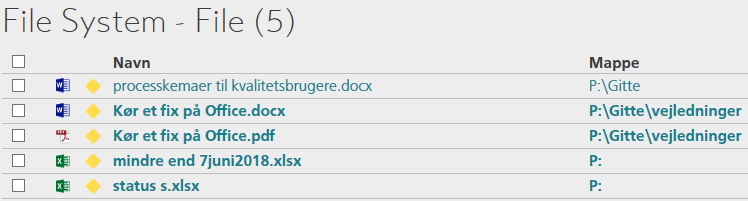 File System - File (5)
Navn Mappe
processkemaer til kvalitetsbrugere.docx P:\Gitte
Kør et fix på Office.docx P:\Gitte\vejledninger
Kør et fix på Office.pdf P:\Gitte\vejledninger
mindre end 7juni2018.xlsx P:
status s.xlsx P: